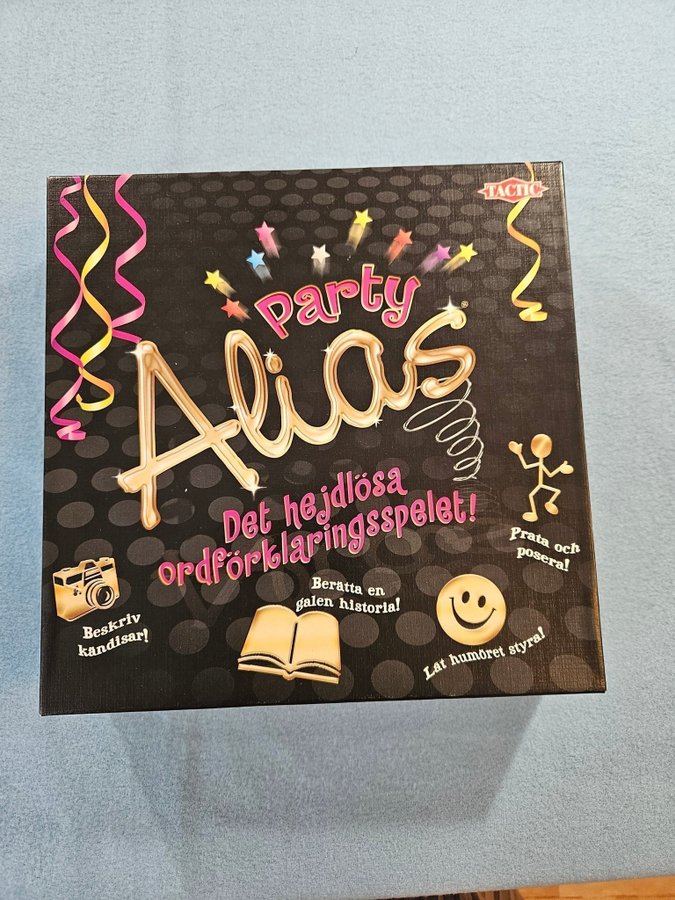 TACTIC
Party
Alias®
Det hejdlösa
ordförklaringsspelet!
Prata och
posera!
Berätta en
galen historia!
Beskriv
kändisar!
Låt humöret styra!